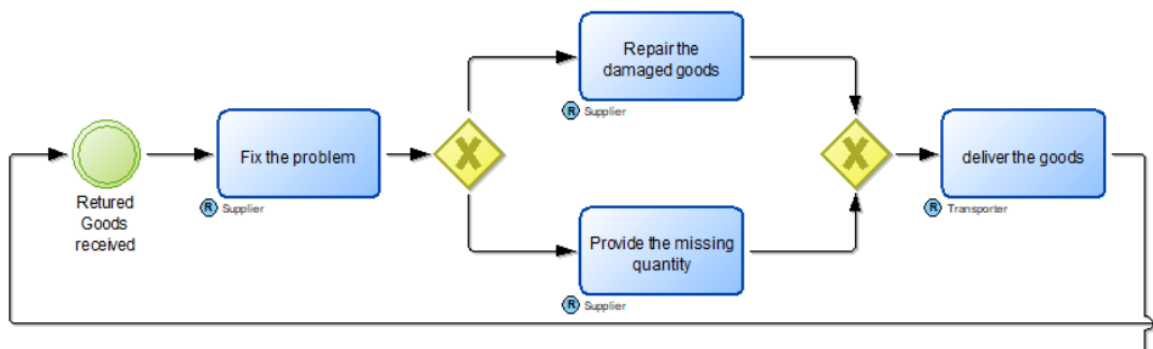 Retured
Goods
received
Fix the problem
R Supplier
Repair the
damaged goods
R Supplier
Provide the missing
quantity
R Supplier
deliver the goods
R Transporter